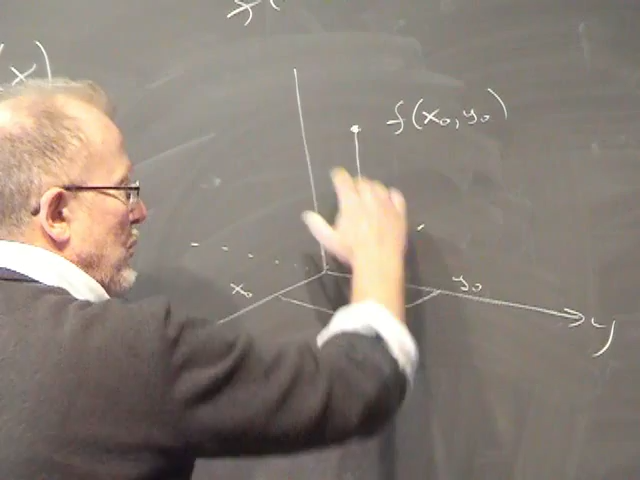 x)
f(x₀,y₀)
x₀
y₀
y